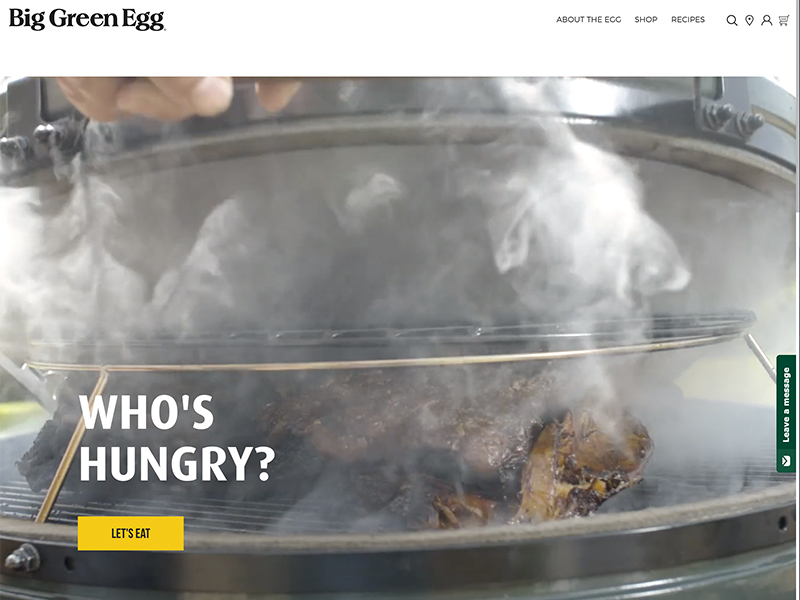 Big Green Egg.
ABOUT THE EGG SHOP RECIPES
WHO'S
HUNGRY?
LET'S EAT
Leave a message